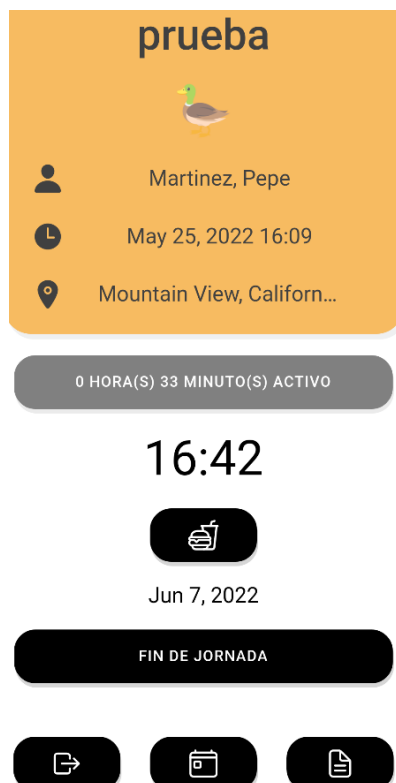 prueba
Martinez, Pepe
May 25, 2022 16:09
Mountain View, Californ...
0 HORA(S) 33 MINUTO(S) ACTIVO
16:42
Jun 7, 2022
FIN DE JORNADA